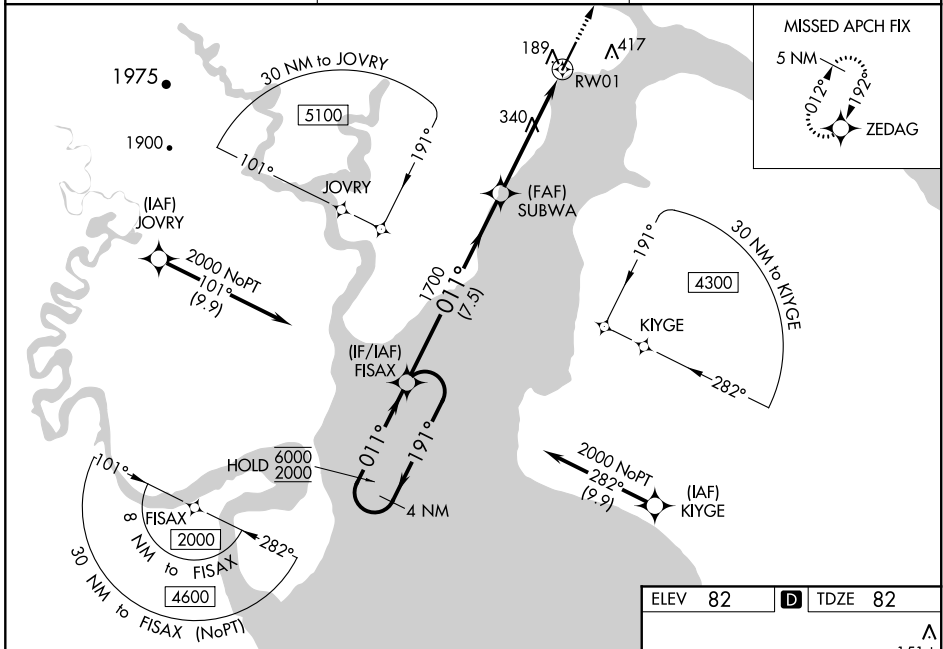 MISSED APCH FIX
5 NM
012°
192°
ZEDAG
189
417
RW01
340
1975
1900
30 NM to JOVRY
5100
101°
191°
JOVRY
(IAF)
JOVRY
2000 NoPT
101°
(9.9)
(FAF)
SUBWA
1700
011°
(7.5)
30 NM to KIYGE
191°
4300
KIYGE
282°
(IF/IAF)
FISAX
011°
191°
HOLD
6000
2000
4 NM
2000 NoPT
282°
(9.9)
(IAF)
KIYGE
101°
FISAX
282°
2000
8 NM to FISAX
4600
30 NM to FISAX (NoPT)
ELEV 82
D
TDZE 82